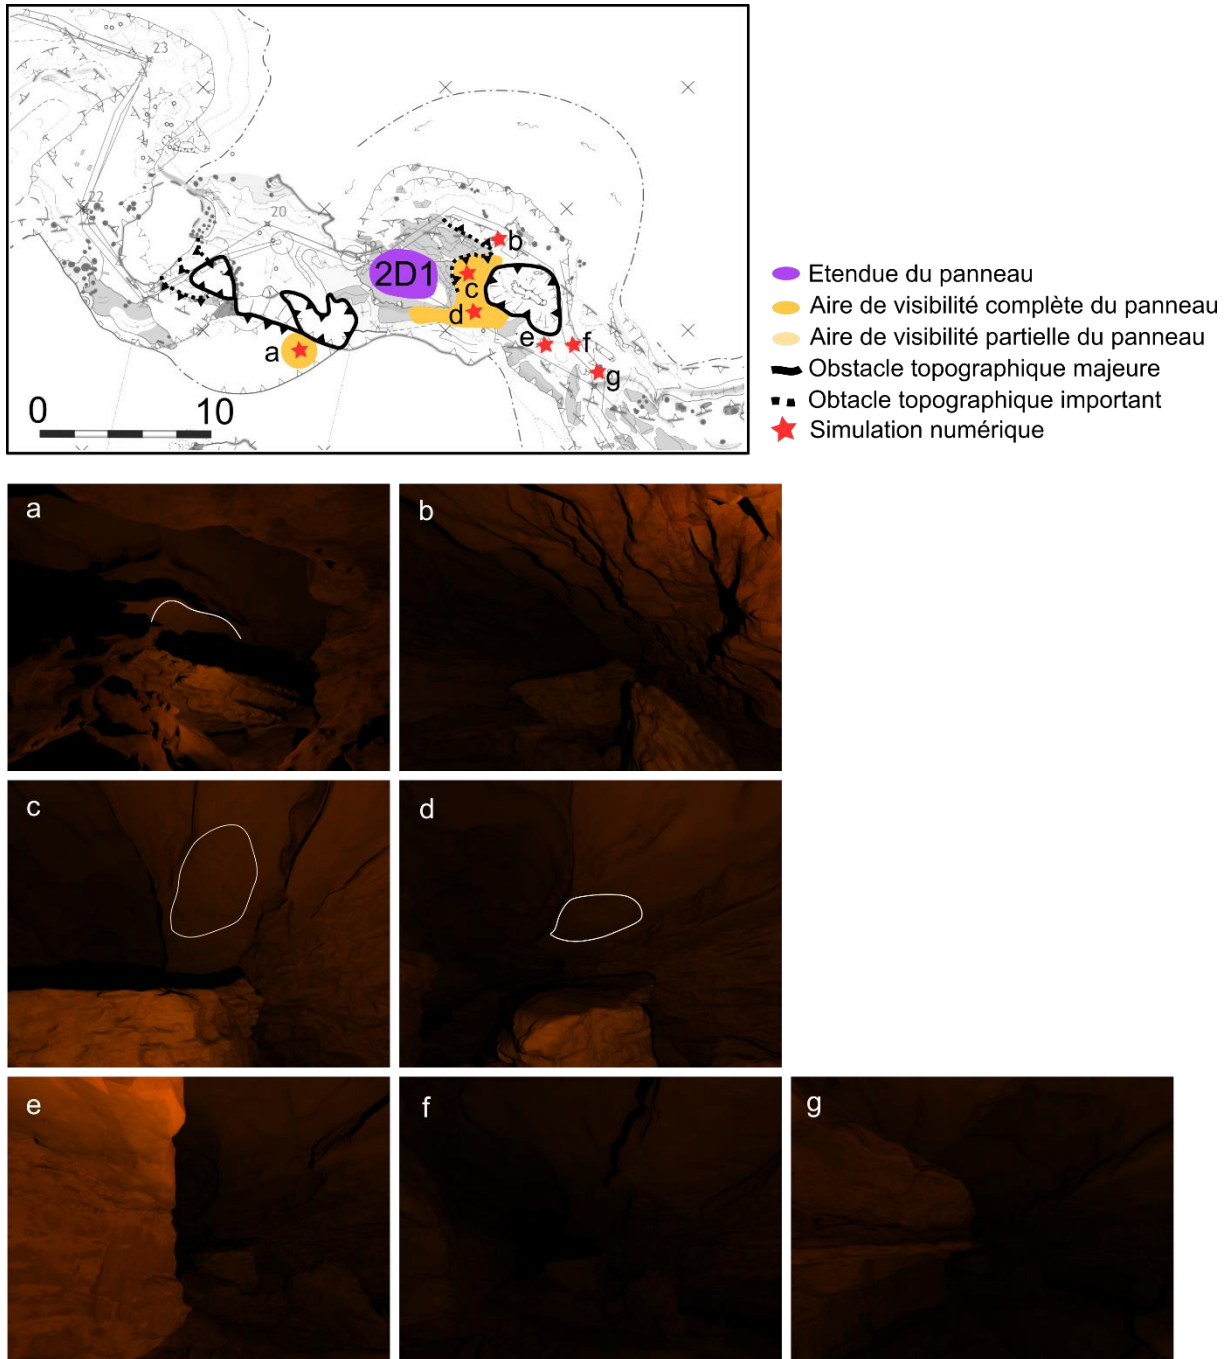 23
22
20
19
2D1
a
b
c
d
e
f
g
0 10
Etendue du panneau
Aire de visibilité complète du panneau
Aire de visibilité partielle du panneau
Obstacle topographique majeure
Obtacle topographique important
Simulation numérique
a
b
c
d
e
f
g